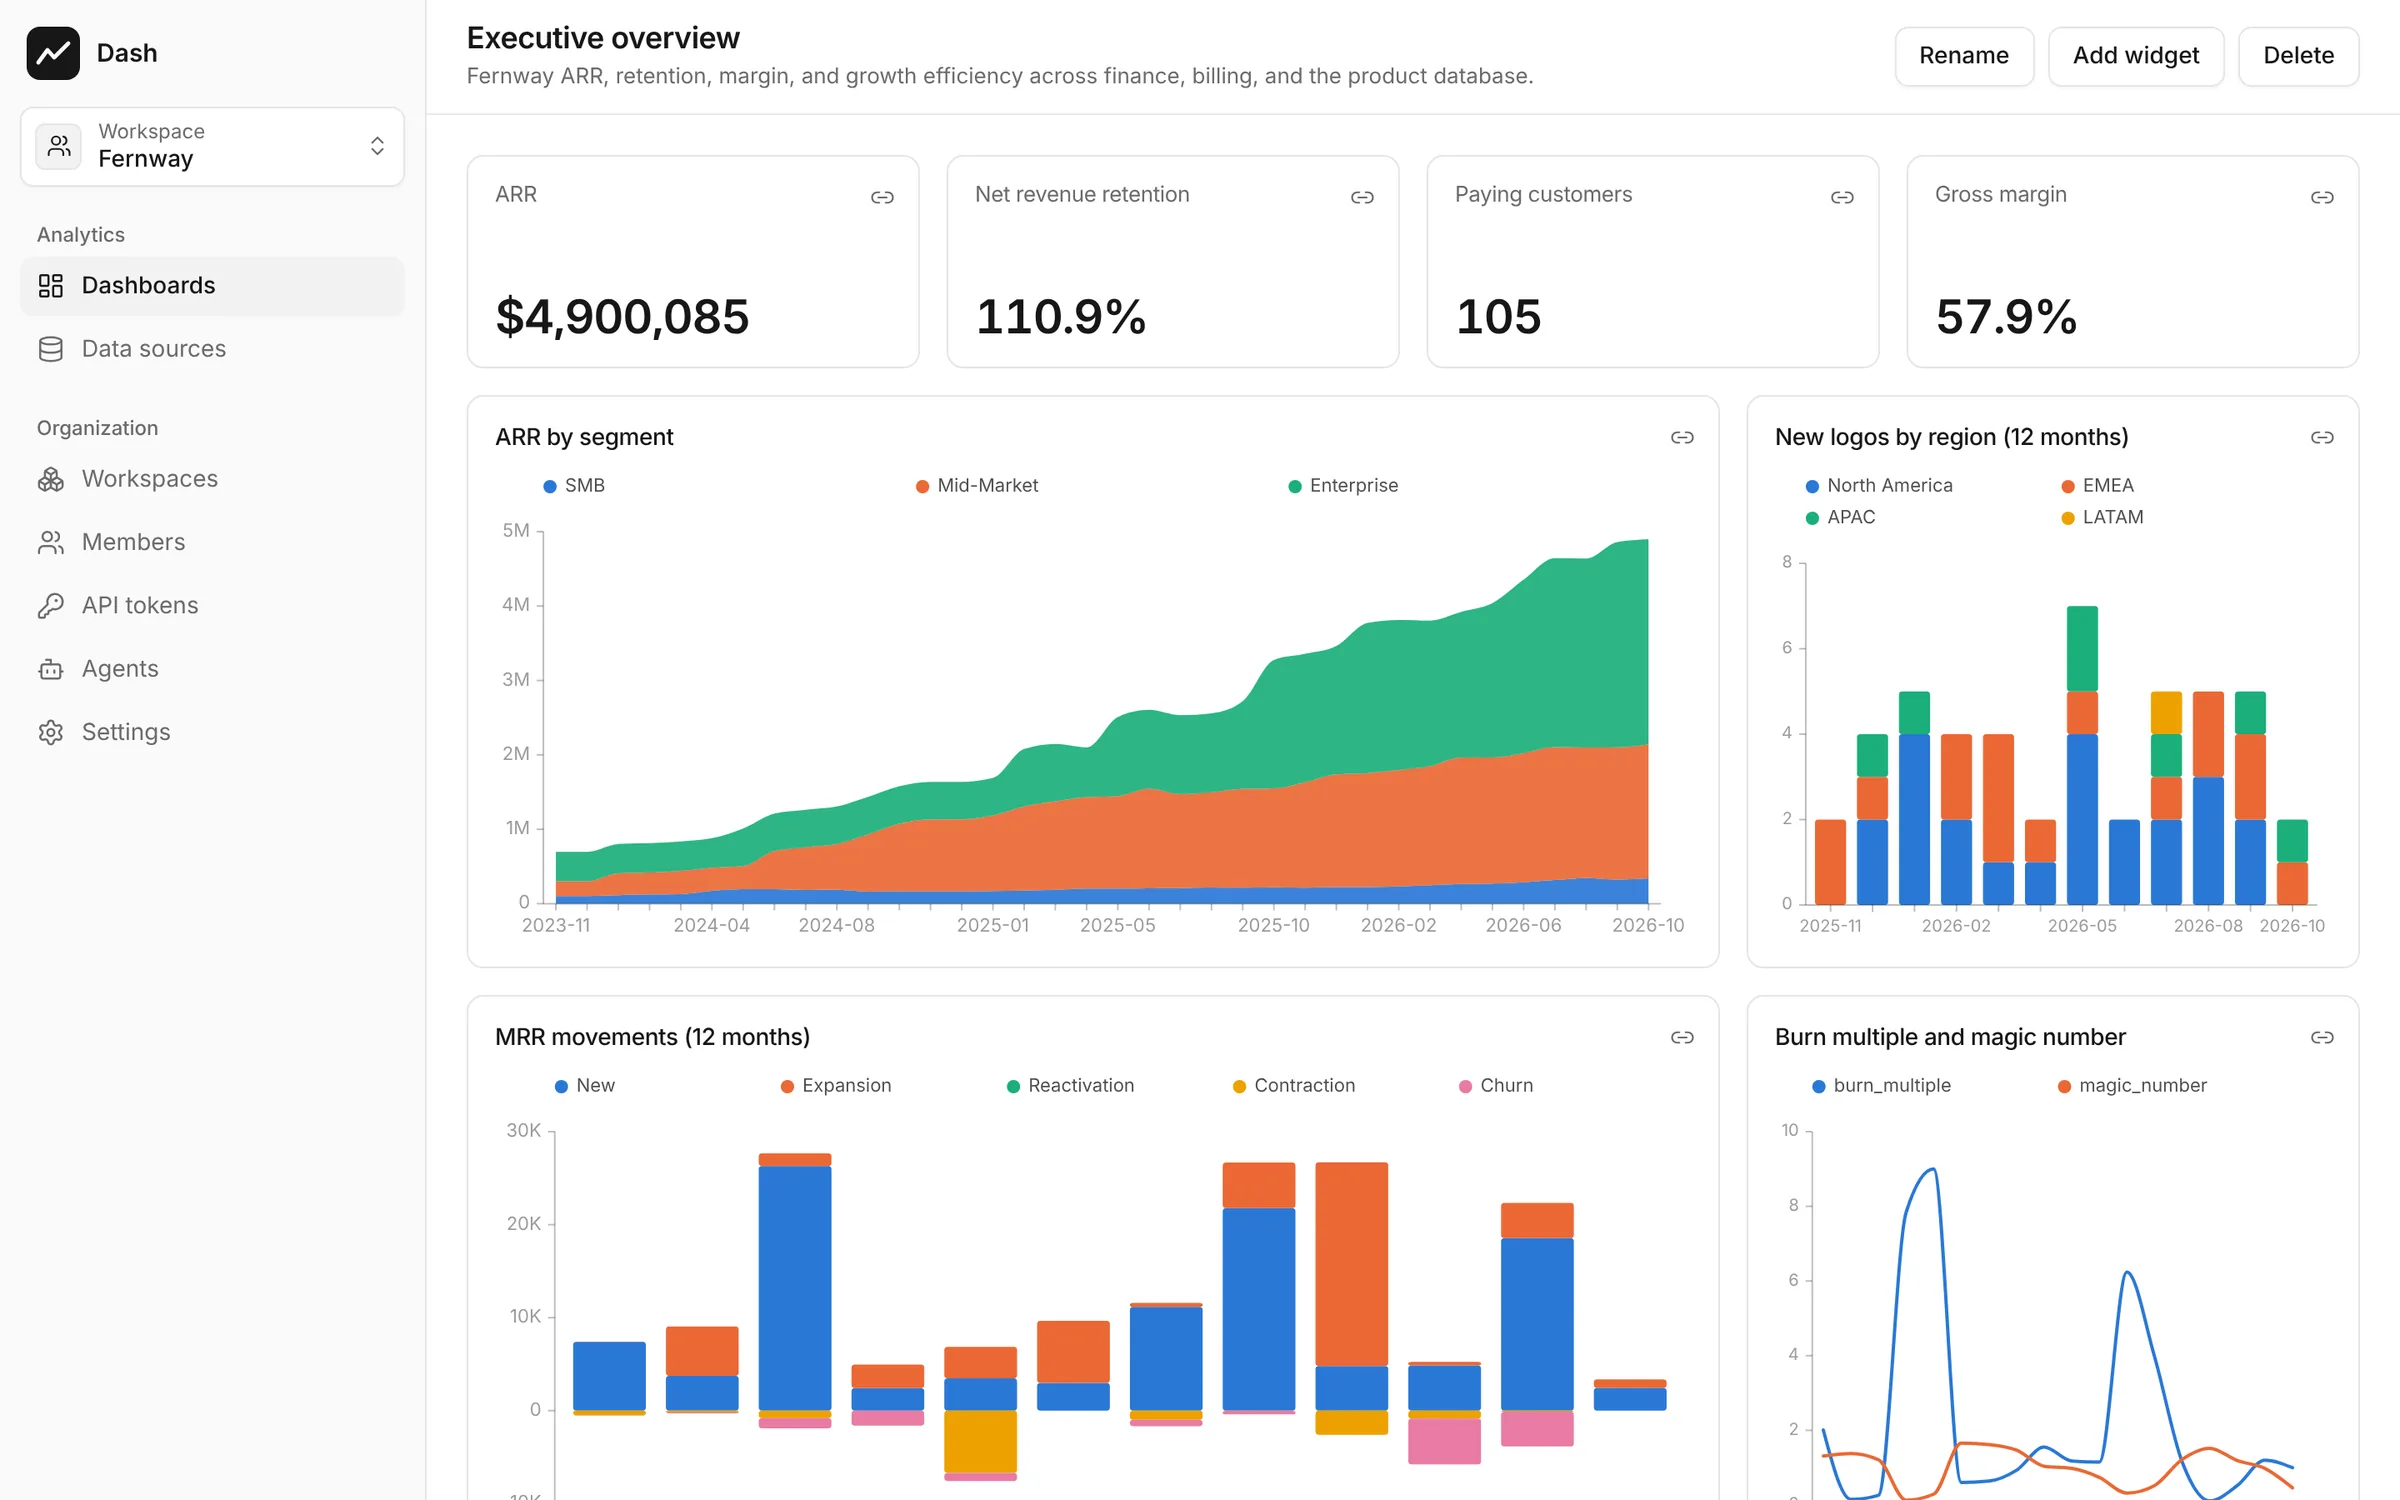 Dash
Workspace
Fernway
Analytics
Dashboards
Data sources
Organization
Workspaces
Members
API tokens
Agents
Settings
Executive overview
Fernway ARR, retention, margin, and growth efficiency across finance, billing, and the product database.
Rename
Add widget
Delete
ARR
$4,900,085
Net revenue retention
110.9%
Paying customers
105
Gross margin
57.9%
ARR by segment
SMB
Mid-Market
Enterprise
5M
4M
3M
2M
1M
0
2023-11
2024-04
2024-08
2025-01
2025-05
2025-10
2026-02
2026-06
2026-10
New logos by region (12 months)
North America
EMEA
APAC
LATAM
8
6
4
2
0
2025-11
2026-02
2026-05
2026-08
2026-10
MRR movements (12 months)
New
Expansion
Reactivation
Contraction
Churn
30K
20K
10K
0
Burn multiple and magic number
burn_multiple
magic_number
10
8
6
4
2